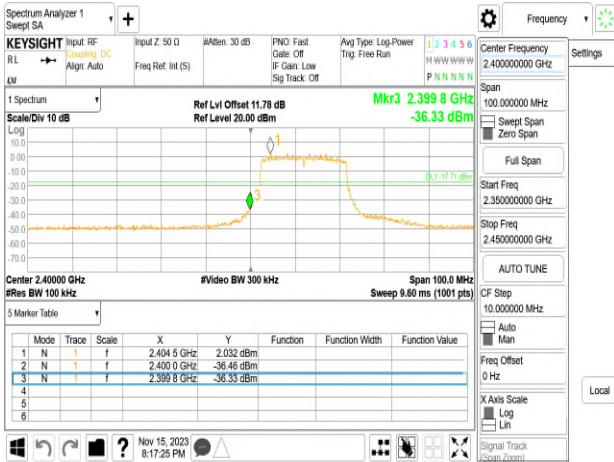 Spectrum Analyzer 1
Swept SA
+
Frequency
KEYSIGHT Input: RF Input Z: 50 Ω #Atten: 30 dB PNO: Fast Avg Type: Log-Power 1 2 3 4 5 6
RL Coupling: DC Gate: Off Trig: Free Run M W W W W W
Align: Auto Freq Ref: Int (S) IF Gain: Low
Sig Track: Off P N N N N N
Center Frequency
2.400000000 GHz
Settings
Span
100.000000 MHz
Swept Span
Zero Span
Full Span
Start Freq
2.350000000 GHz
Stop Freq
2.450000000 GHz
AUTO TUNE
CF Step
10.000000 MHz
Auto
Man
Freq Offset
0 Hz
X Axis Scale
Log
Lin
Local
Signal Track
(Span Zoom)
1 Spectrum
Ref Lvl Offset 11.78 dB
Mkr3 2.399 8 GHz
Scale/Div 10 dB Ref Level 20.00 dBm -36.33 dBm
Log
10.0
0.00
-10.0
-20.0
-30.0
-40.0
-50.0
-60.0
-70.0
1
3
DL1 -17.71 dBm
Center 2.40000 GHz #Video BW 300 kHz Span 100.0 MHz
#Res BW 100 kHz Sweep 9.60 ms (1001 pts)
5 Marker Table
Mode Trace Scale X Y Function Function Width Function Value
1 N 1 f 2.404 5 GHz 2.032 dBm
2 N 1 f 2.400 0 GHz -36.46 dBm
3 N 1 f 2.399 8 GHz -36.33 dBm
4
5
6
?
Nov 15, 2023
8:17:25 PM